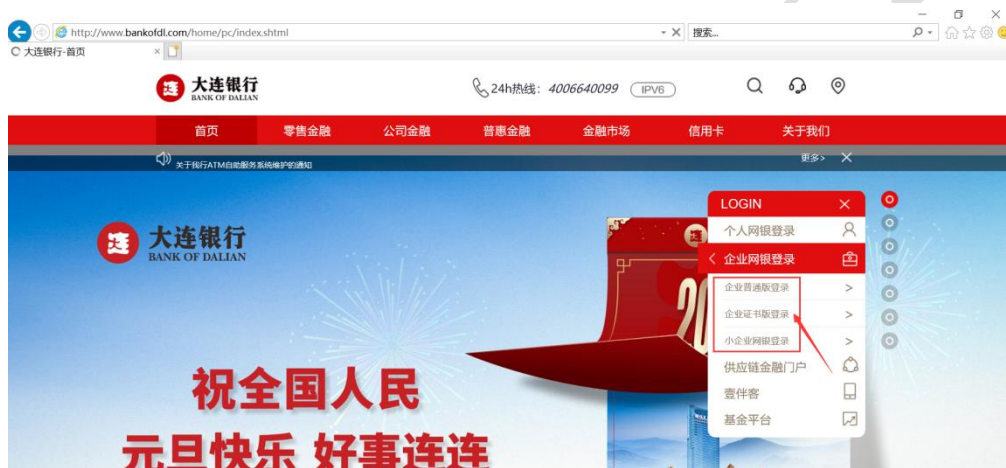 http://www.bankofdl.com/home/pc/index.shtml
搜索...
大连银行-首页
大连银行
BANK OF DALIAN
24h热线：4006640099 IPV6
首页 零售金融 公司金融 普惠金融 金融市场 信用卡 关于我们
关于我行ATM自助服务系统维护的通知 更多>
LOGIN
个人网银登录
企业网银登录
企业普通版登录 >
企业证书版登录 >
小企业网银登录 >
供应链金融门户
壹伴客
基金平台
大连银行
BANK OF DALIAN
祝全国人民
元旦快乐 好事连连